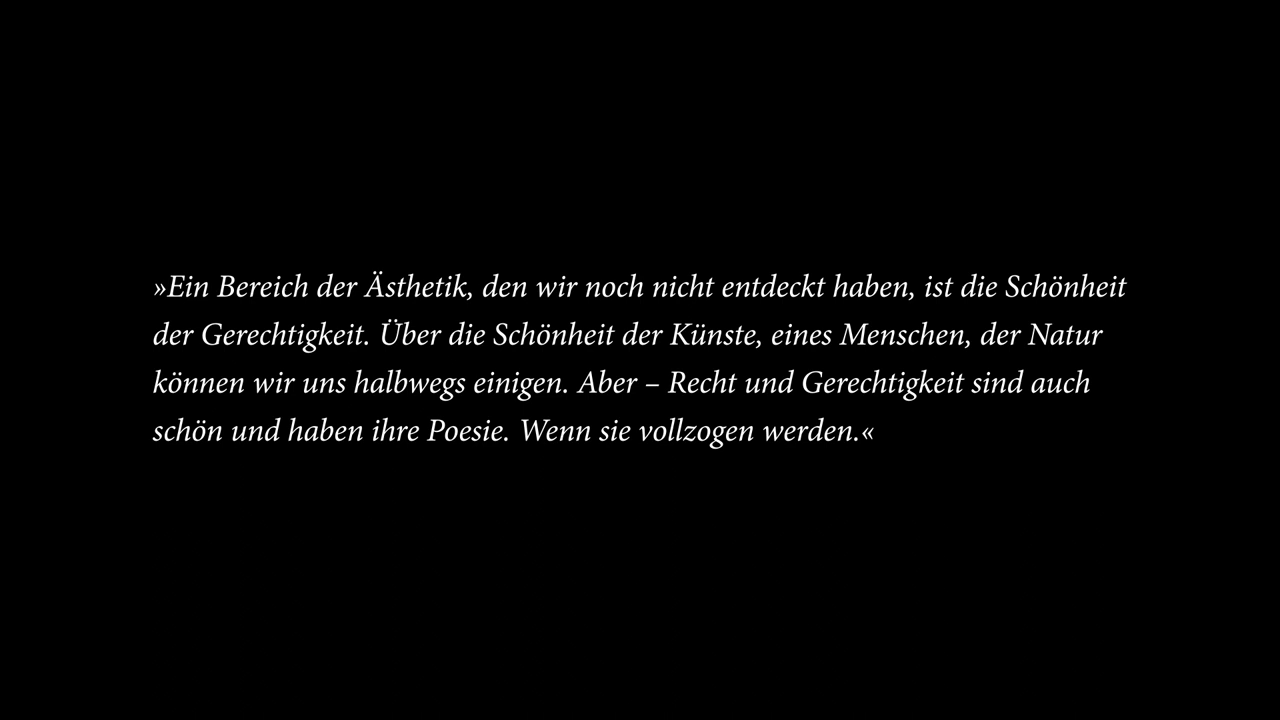 »Ein Bereich der Ästhetik, den wir noch nicht entdeckt haben, ist die Schönheit
der Gerechtigkeit. Über die Schönheit der Künste, eines Menschen, der Natur
können wir uns halbwegs einigen. Aber – Recht und Gerechtigkeit sind auch
schön und haben ihre Poesie. Wenn sie vollzogen werden.«